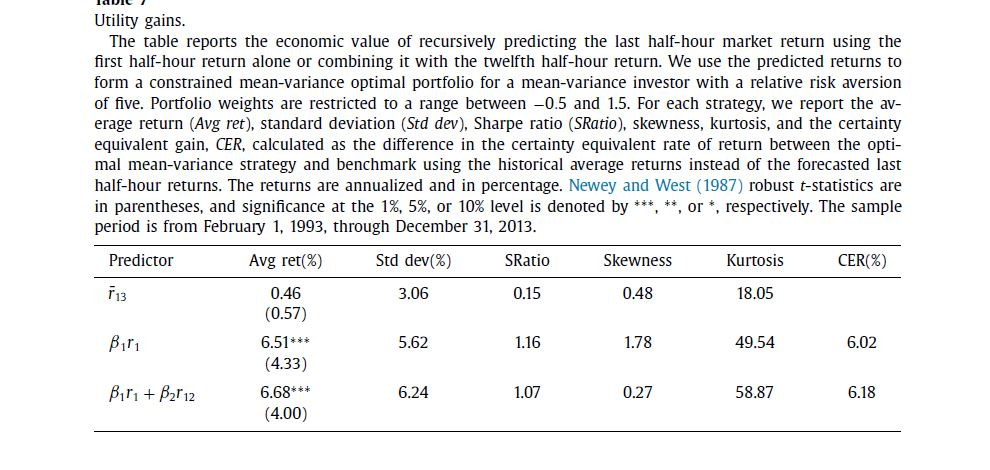 Table 7
Utility gains.
The table reports the economic value of recursively predicting the last half-hour market return using the
first half-hour return alone or combining it with the twelfth half-hour return. We use the predicted returns to
form a constrained mean-variance optimal portfolio for a mean-variance investor with a relative risk aversion
of five. Portfolio weights are restricted to a range between −0.5 and 1.5. For each strategy, we report the av-
erage return (Avg ret), standard deviation (Std dev), Sharpe ratio (SRatio), skewness, kurtosis, and the certainty
equivalent gain, CER, calculated as the difference in the certainty equivalent rate of return between the opti-
mal mean-variance strategy and benchmark using the historical average returns instead of the forecasted last
half-hour returns. The returns are annualized and in percentage. Newey and West (1987) robust t-statistics are
in parentheses, and significance at the 1%, 5%, or 10% level is denoted by ***, **, or *, respectively. The sample
period is from February 1, 1993, through December 31, 2013.
Predictor Avg ret(%) Std dev(%) SRatio Skewness Kurtosis CER(%)
r̄13 0.46 3.06 0.15 0.48 18.05
(0.57)
β1r1 6.51*** 5.62 1.16 1.78 49.54 6.02
(4.33)
β1r1 + β2r12 6.68*** 6.24 1.07 0.27 58.87 6.18
(4.00)